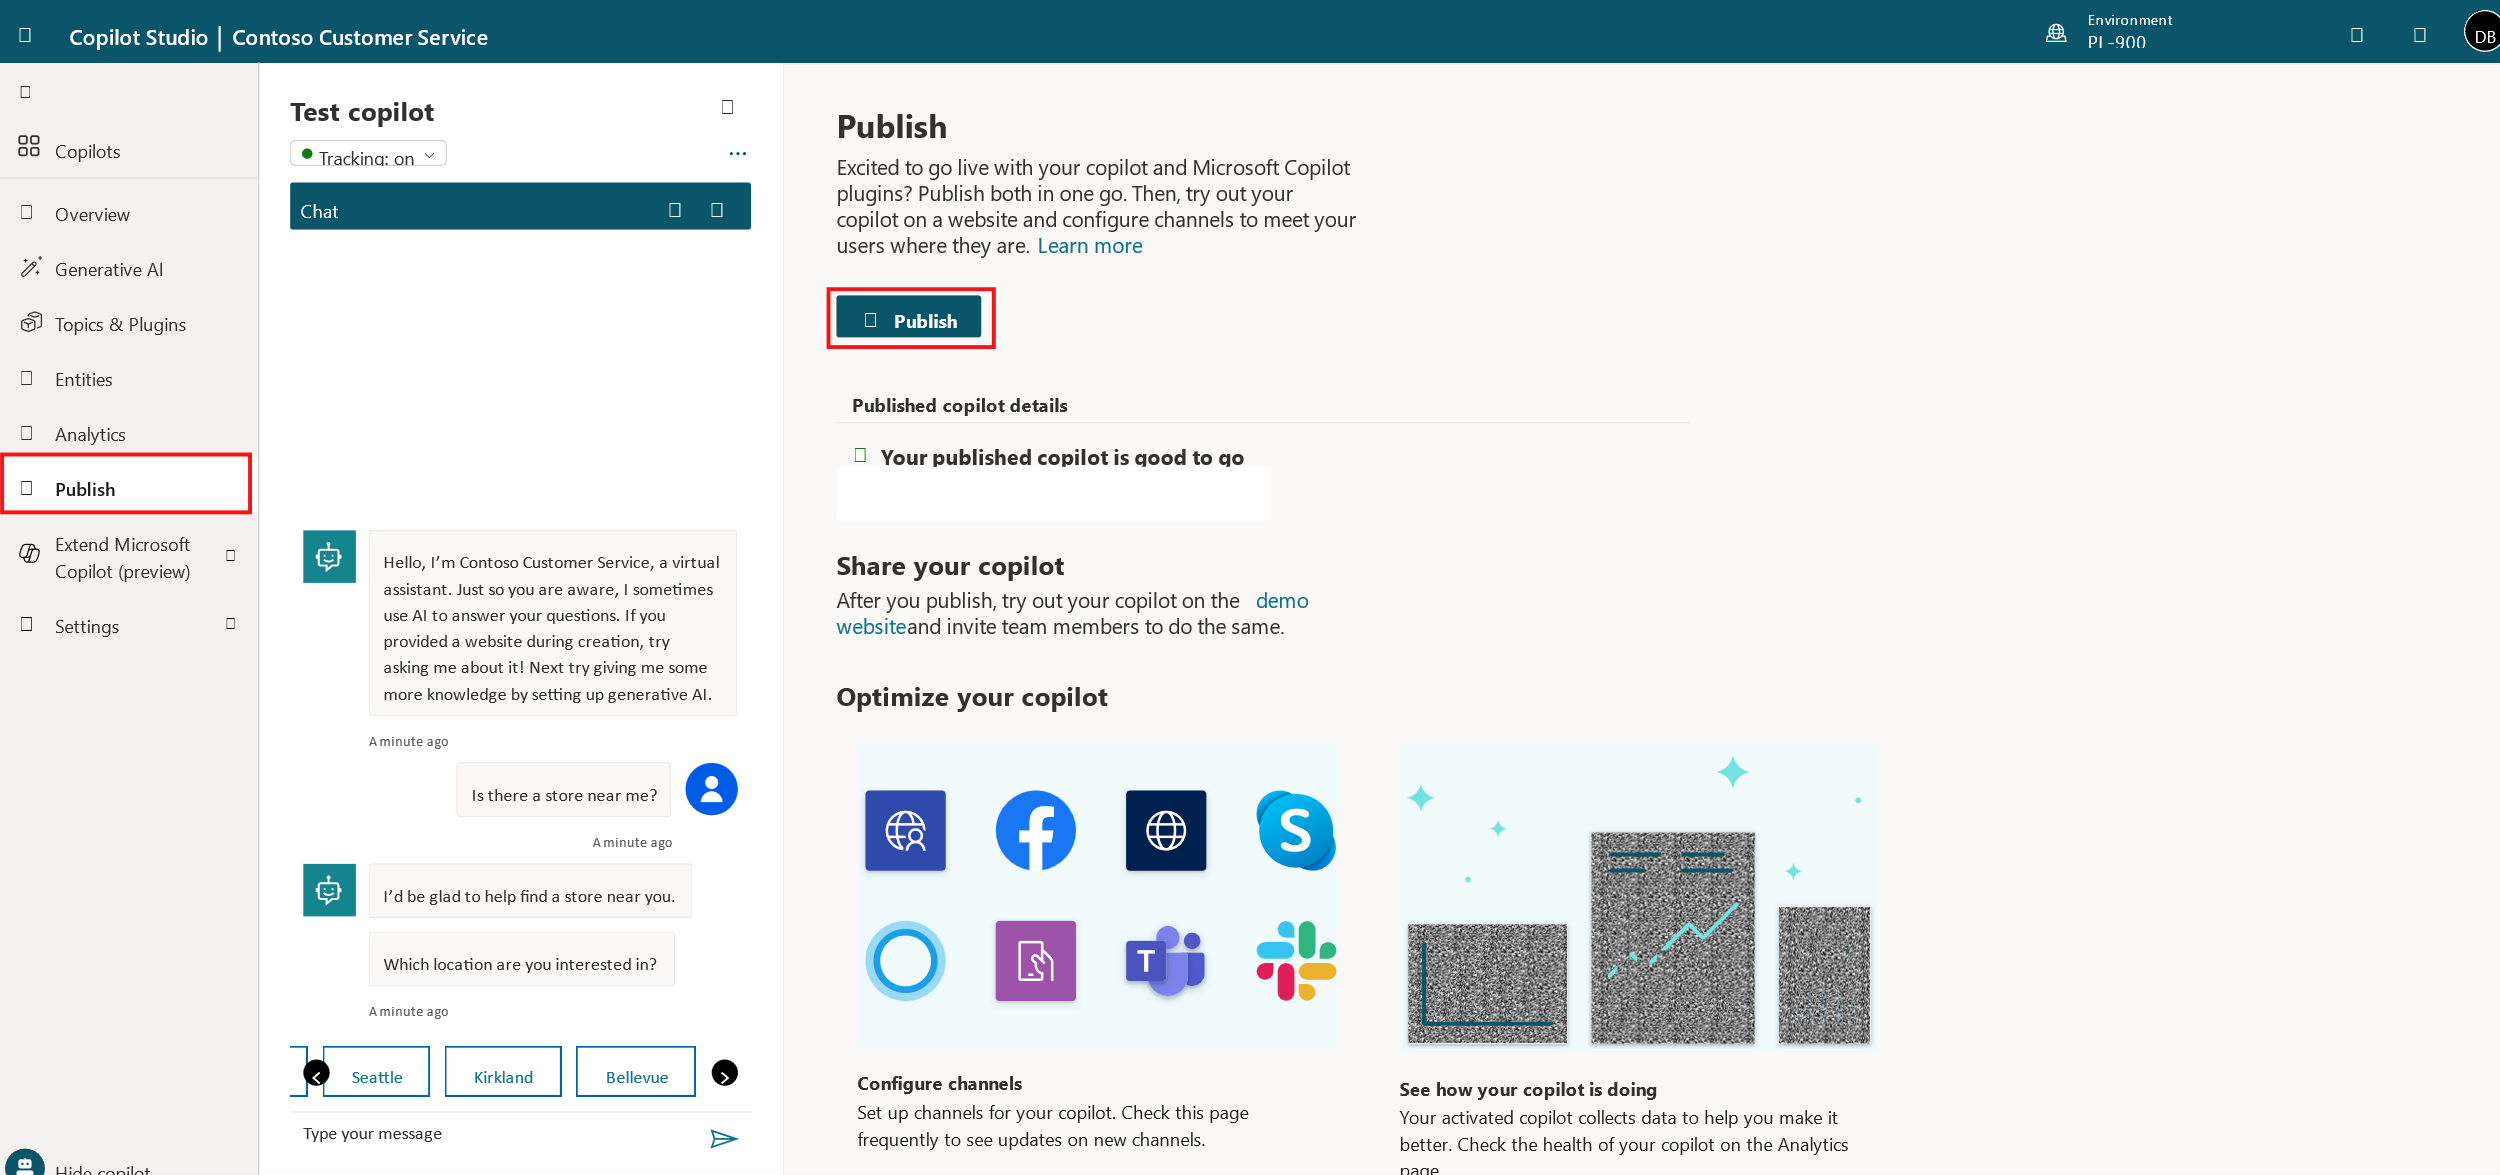 Copilot Studio | Contoso Customer Service
Environment
PL-900
DB
Copilots
Overview
Generative AI
Topics & Plugins
Entities
Analytics
Publish
Extend Microsoft
Copilot (preview)
Settings
Hide copilot
Test copilot
Tracking: on
Chat
Hello, I'm Contoso Customer Service, a virtual
assistant. Just so you are aware, I sometimes
use AI to answer your questions. If you
provided a website during creation, try
asking me about it! Next try giving me some
more knowledge by setting up generative AI.
A minute ago
Is there a store near me?
A minute ago
I'd be glad to help find a store near you.
Which location are you interested in?
A minute ago
Seattle
Kirkland
Bellevue
Type your message
Publish
Excited to go live with your copilot and Microsoft Copilot
plugins? Publish both in one go. Then, try out your
copilot on a website and configure channels to meet your
users where they are. Learn more
Publish
Published copilot details
Your published copilot is good to go
Share your copilot
After you publish, try out your copilot on the demo
website and invite team members to do the same.
Optimize your copilot
S
T
Configure channels
Set up channels for your copilot. Check this page
frequently to see updates on new channels.
See how your copilot is doing
Your activated copilot collects data to help you make it
better. Check the health of your copilot on the Analytics
page